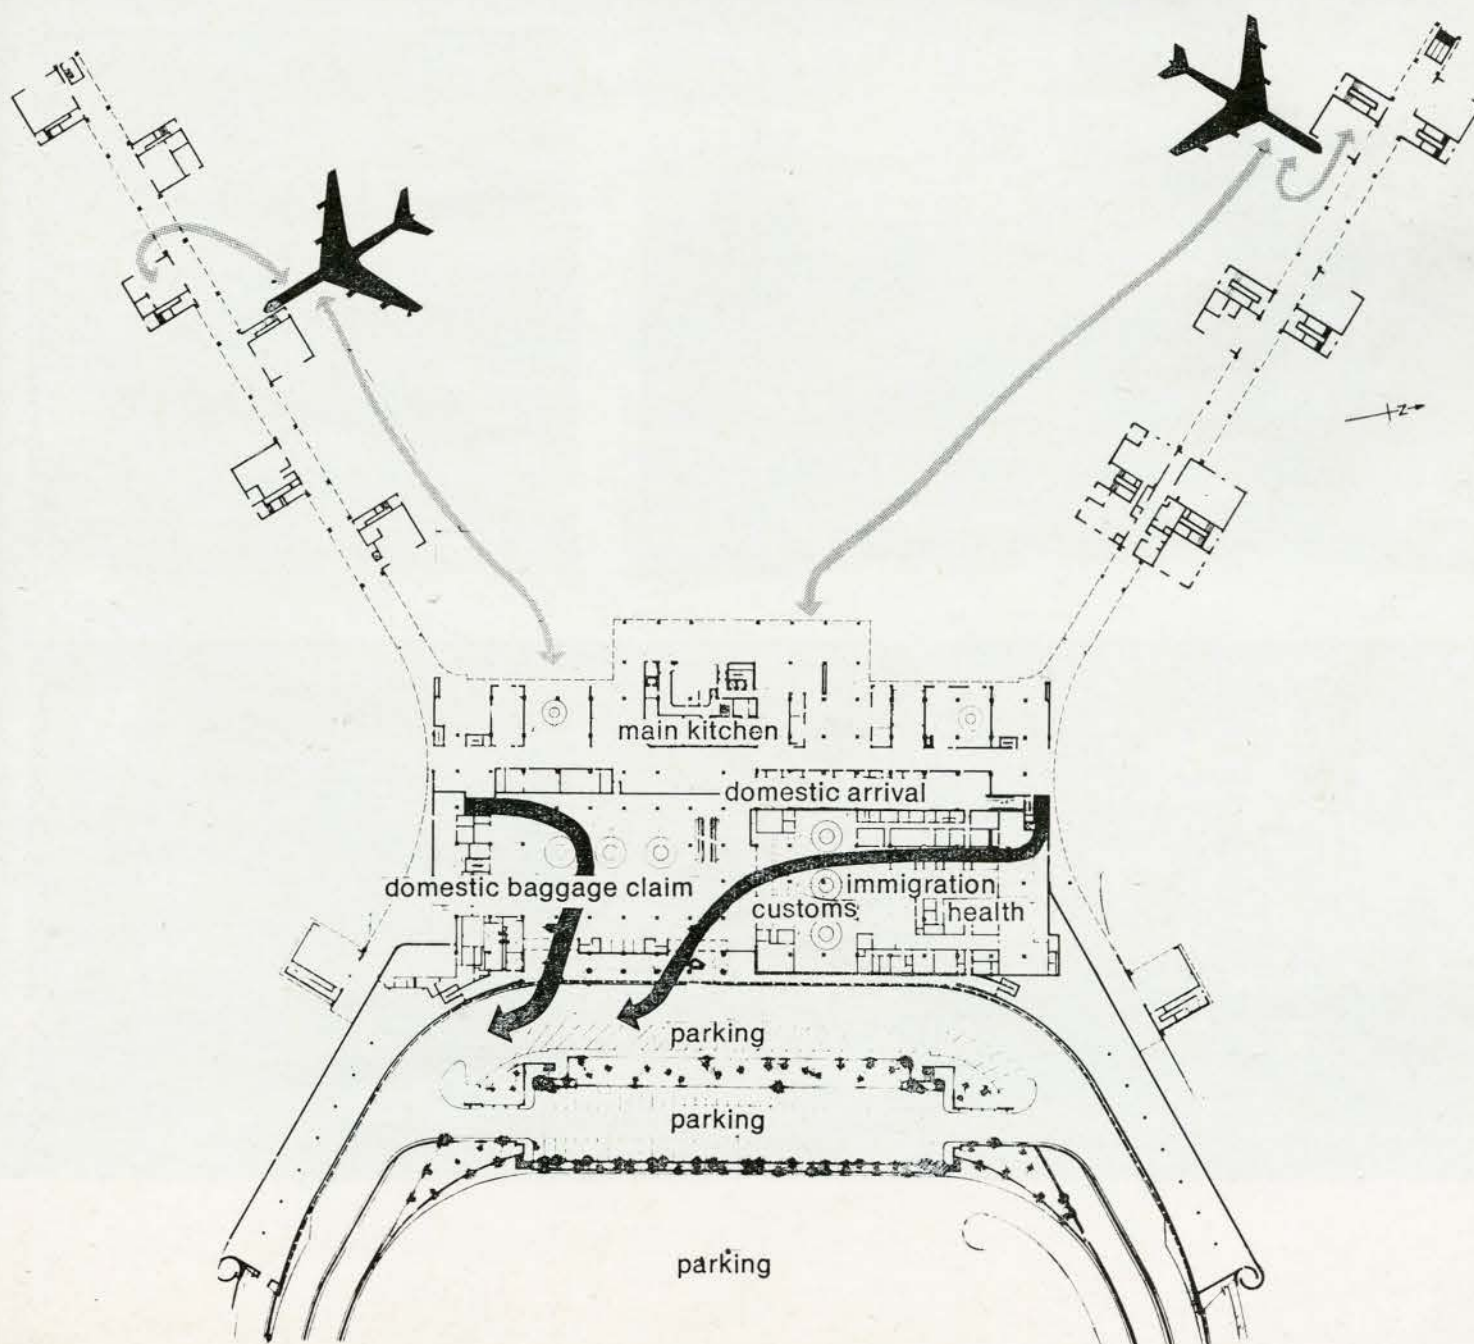 z
main kitchen
domestic arrival
domestic baggage claim
immigration
customs
health
parking
parking
parking